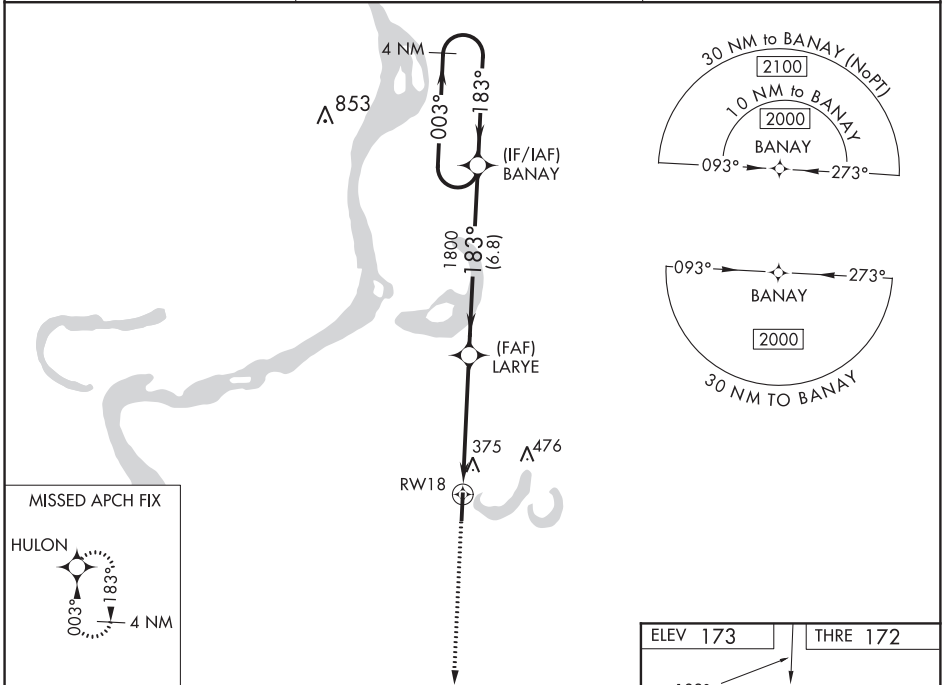 4 NM
003°
183°
853
(IF/IAF)
BANAY
1800
183°
(6.8)
(FAF)
LARYE
375
476
RW18
30 NM to BANAY (NoPT)
2100
10 NM to BANAY
2000
BANAY
093°
273°
093°
273°
BANAY
2000
30 NM TO BANAY
MISSED APCH FIX
HULON
003°
183°
4 NM
ELEV 173
THRE 172